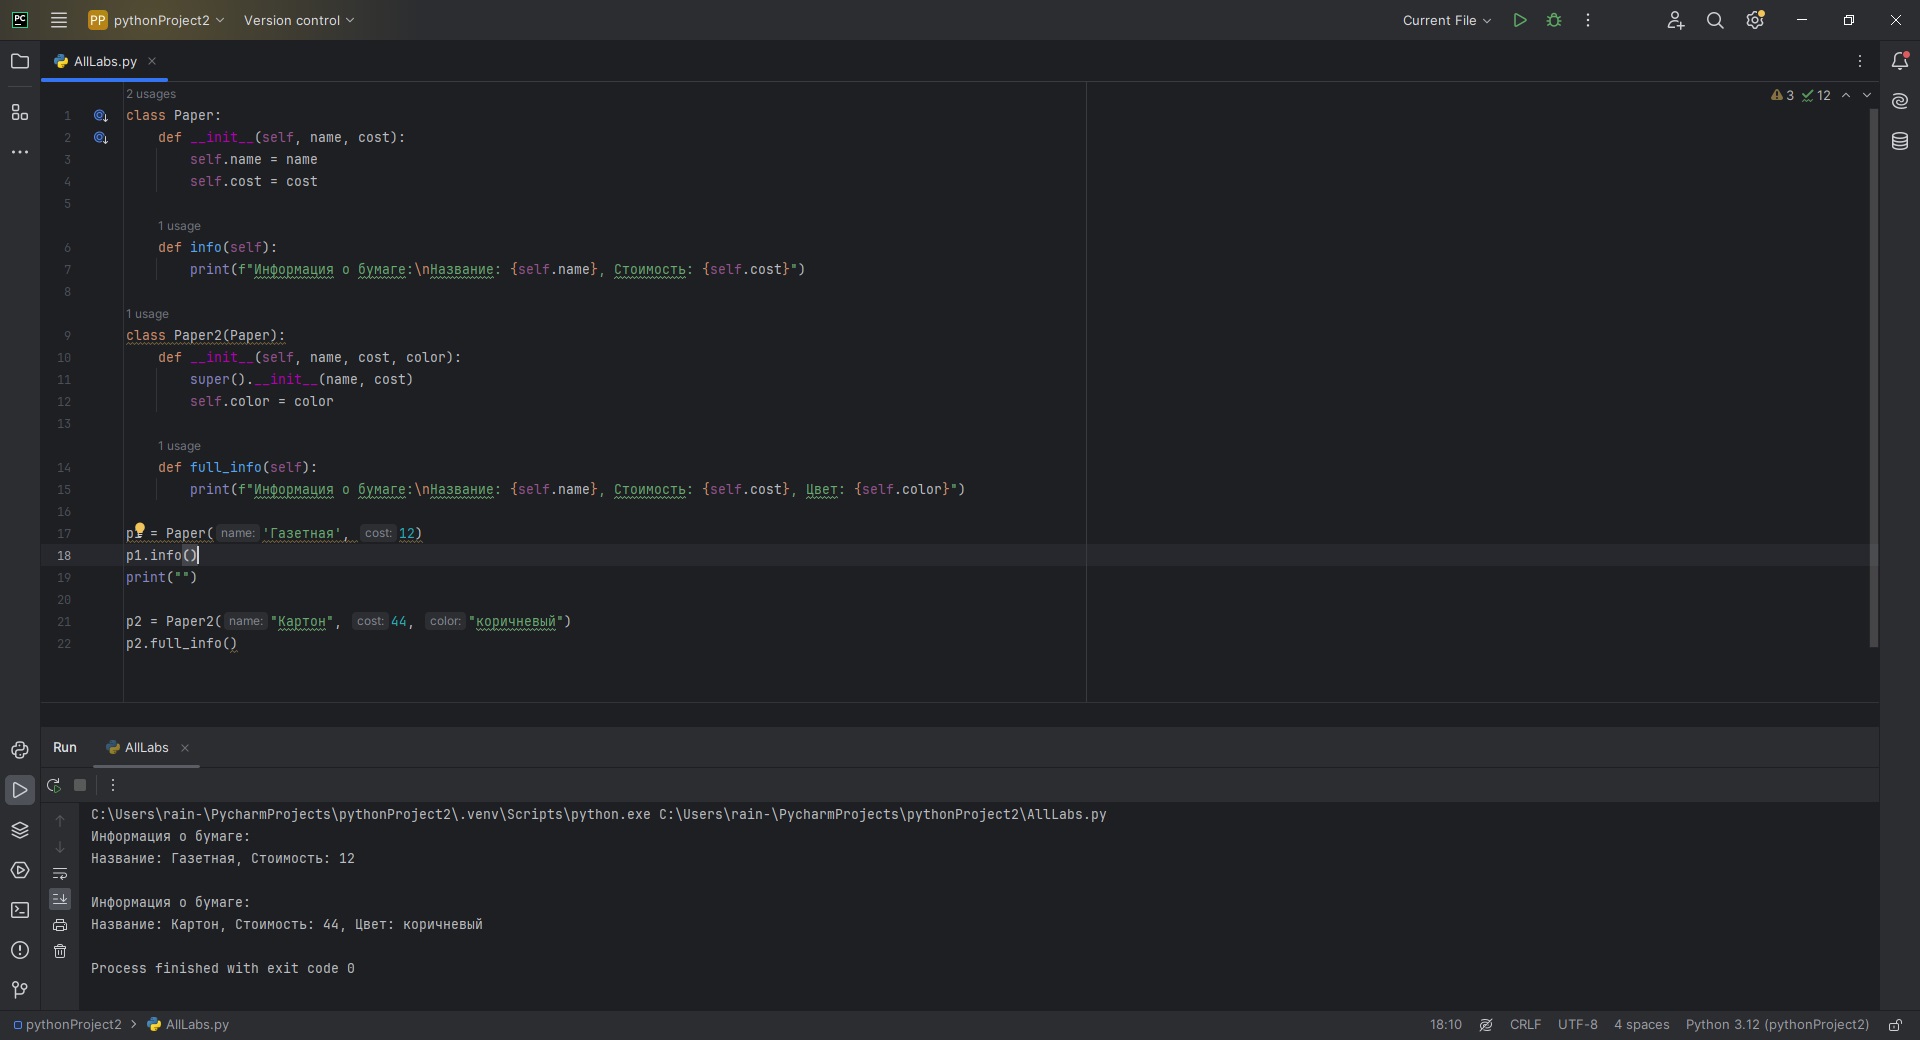 PC PP pythonProject2 Version control Current File
AllLabs.py
2 usages 3 12
1 class Paper:
2 def __init__(self, name, cost):
3 self.name = name
4 self.cost = cost
5
1 usage
6 def info(self):
7 print(f"Информация о бумаге:\nНазвание: {self.name}, Стоимость: {self.cost}")
8
1 usage
9 class Paper2(Paper):
10 def __init__(self, name, cost, color):
11 super().__init__(name, cost)
12 self.color = color
13
1 usage
14 def full_info(self):
15 print(f"Информация о бумаге:\nНазвание: {self.name}, Стоимость: {self.cost}, Цвет: {self.color}")
16
17 p1 = Paper( name: 'Газетная', cost: 12)
18 p1.info()
19 print("")
20
21 p2 = Paper2( name: "Картон", cost: 44, color: "коричневый")
22 p2.full_info()
Run AllLabs
C:\Users\rain-\PycharmProjects\pythonProject2\.venv\Scripts\python.exe C:\Users\rain-\PycharmProjects\pythonProject2\AllLabs.py
Информация о бумаге:
Название: Газетная, Стоимость: 12
Информация о бумаге:
Название: Картон, Стоимость: 44, Цвет: коричневый
Process finished with exit code 0
pythonProject2 > AllLabs.py 18:10 CRLF UTF-8 4 spaces Python 3.12 (pythonProject2)